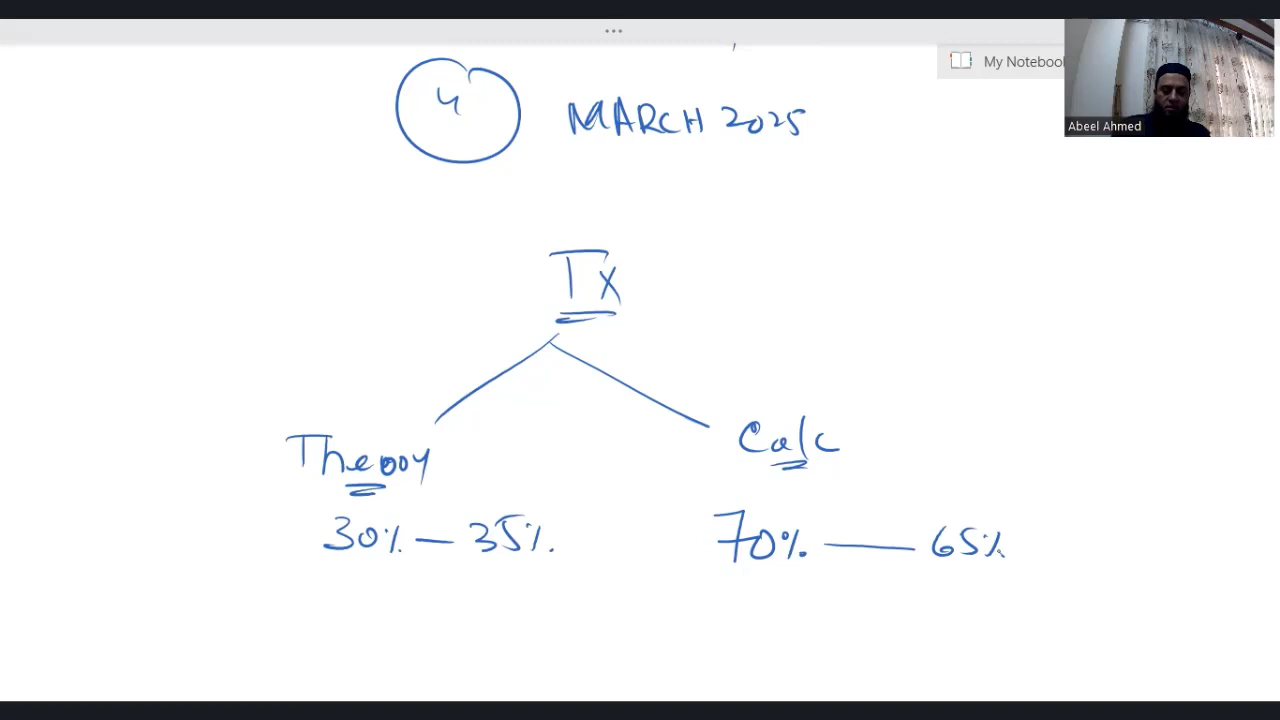 4 MARCH 2025
My Notebook
Abeel Ahmed
Tx
Theory
Calc
30% — 35%.
70% — 65%